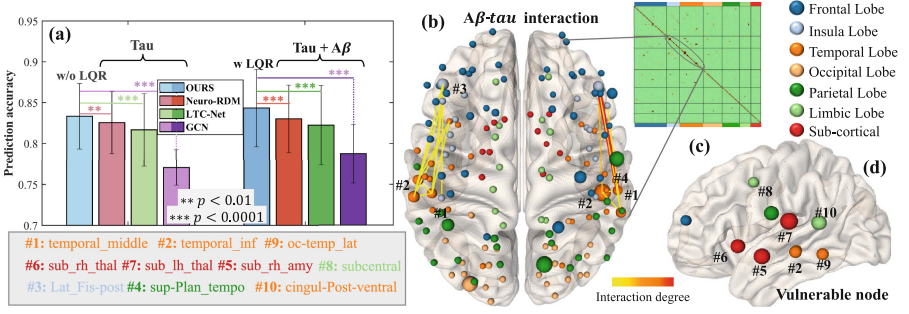 (a)
Tau
Tau + Aβ
w/o LQR
w LQR
***
***
**
***
***
***
OURS
Neuro-RDM
LTC-Net
GCN
** p < 0.01
*** p < 0.0001
Prediction accuracy
0.9
0.85
0.8
0.75
0.7
#1: temporal_middle #2: temporal_inf #9: oc-temp_lat
#6: sub_rh_thal #7: sub_lh_thal #5: sub_rh_amy #8: subcentral
#3: Lat_Fis-post #4: sup-Plan_tempo #10: cingul-Post-ventral
(b)
Aβ-tau interaction
#3
#2
#4
#4
#2
#1
Interaction degree
(c)
Frontal Lobe
Insula Lobe
Temporal Lobe
Occipital Lobe
Parietal Lobe
Limbic Lobe
Sub-cortical
(d)
#8
#10
#7
#6
#5
#2
#9
Vulnerable node